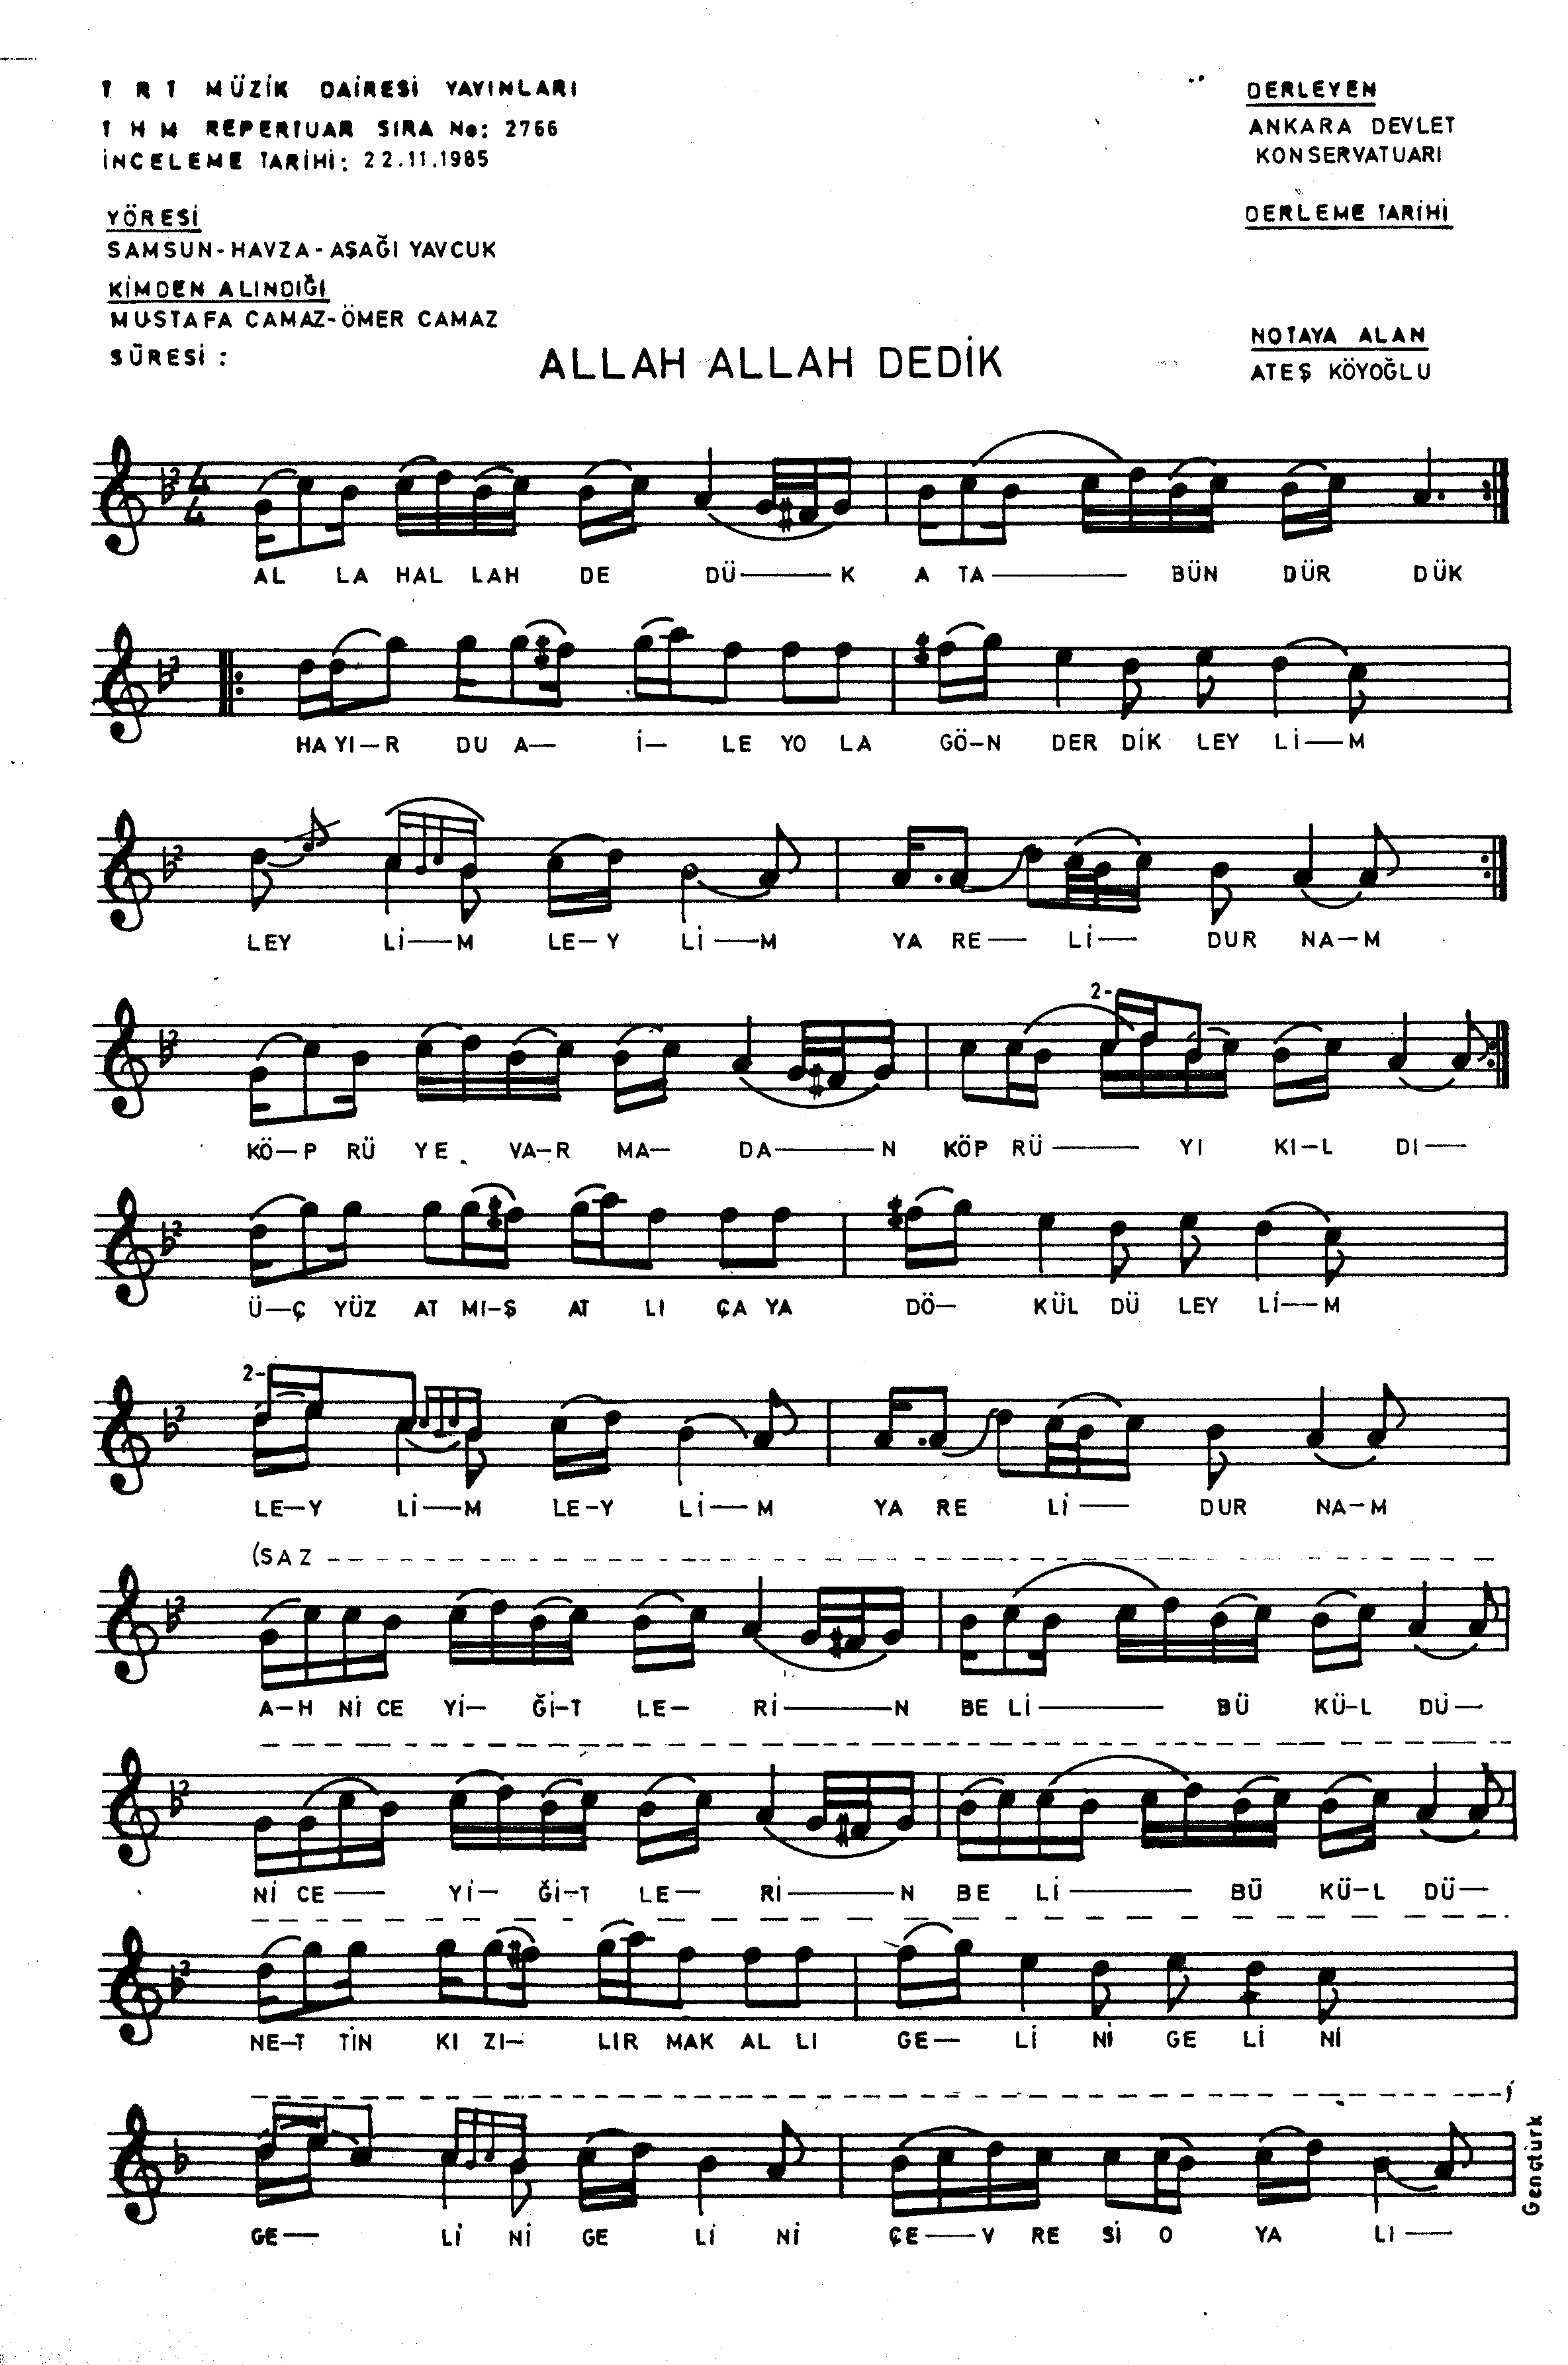 TRT MÜZİK DAİRESİ YAYINLARI
THM REPERTUAR SIRA No: 2766
İNCELEME TARİHİ: 22.11.1985
YÖRESİ
SAMSUN-HAVZA-AŞAĞI YAVCUK
KİMDEN ALINDIĞI
MUSTAFA CAMAZ-ÖMER CAMAZ
SÜRESİ :
DERLEYEN
ANKARA DEVLET
KONSERVATUARI
DERLEME TARİHİ
NOTAYA ALAN
ATEŞ KÖYOĞLU
ALLAH ALLAH DEDİK
AL LA HAL LAH DE DÜ—K A TA— BÜN DÜR DÜK
HA YI—R DU A— İ— LE YO LA GÖ—N DER DİK LEY Lİ—M
LEY Lİ—M LE—Y Lİ—M YA RE— Lİ— DUR NA—M
2-
KÖ—P RÜ YE VA—R MA— DA—N KÖP RÜ— YI KI—L DI—
Ü—Ç YÜZ AT MI—Ş AT LI ÇA YA DÖ— KÜL DÜ LEY Lİ—M
2-
LE—Y Lİ—M LE—Y Lİ—M YA RE Lİ— DUR NA—M
(SAZ
A—H Nİ CE Yİ— Ğİ—T LE— Rİ—N BE Lİ— BÜ KÜ—L DÜ—
Nİ CE— Yİ— Ğİ—T LE— Rİ—N BE Lİ— BÜ KÜ—L DÜ—
NE—T TİN KI ZI— LIR MAK AL LI GE— Lİ Nİ GE Lİ Nİ
GE— Lİ Nİ GE Lİ Nİ ÇE—V RE Sİ O YA LI—
Gençtürk